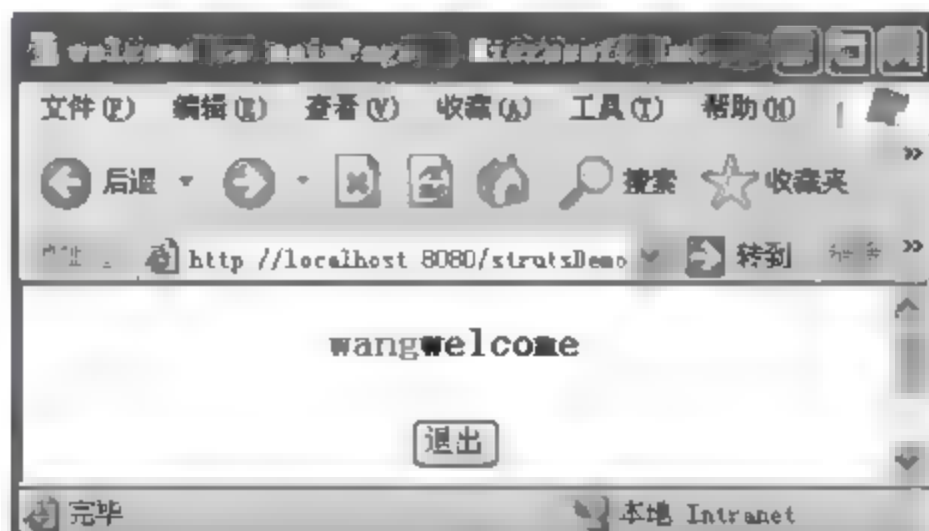 文件(F) 编辑(E) 查看(V) 收藏(A) 工具(T) 帮助(H)
后退 搜索 收藏夹
http //localhost 8080/strutsDemo 转到
wangwelcome
退出
完毕 本地 Intranet